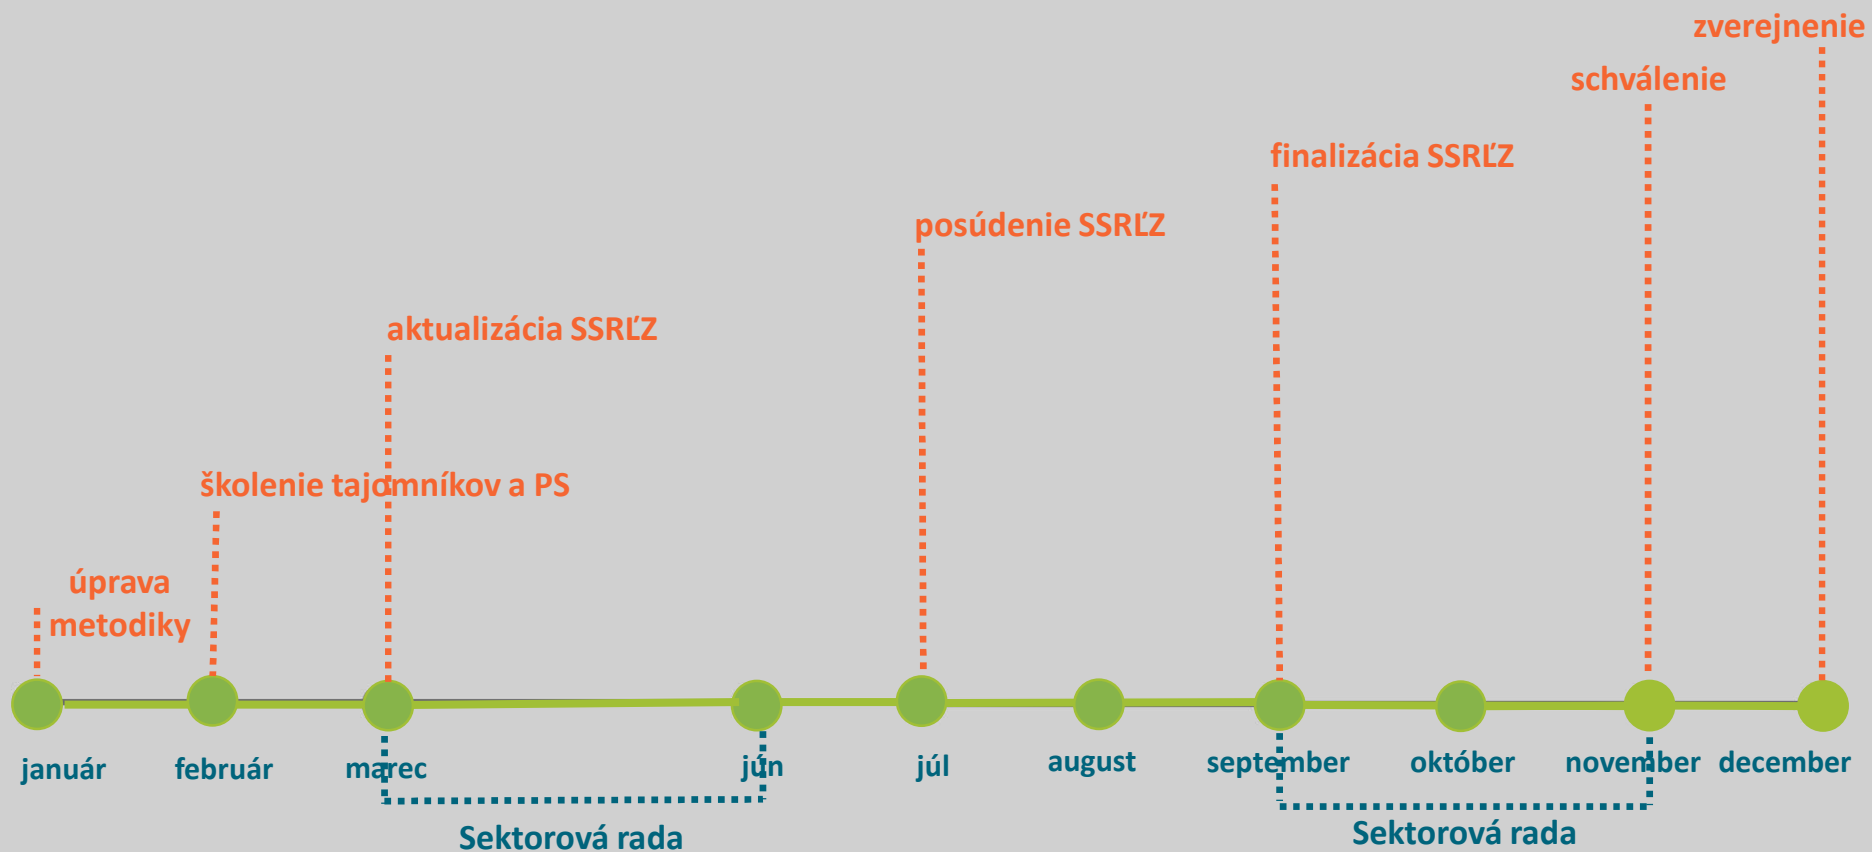 zverejnenie
schválenie
finalizácia SSRĽZ
posúdenie SSRĽZ
aktualizácia SSRĽZ
školenie tajomníkov a PS
úprava
metodiky
január
február
marec
jún
júl
august
september
október
november
december
Sektorová rada
Sektorová rada